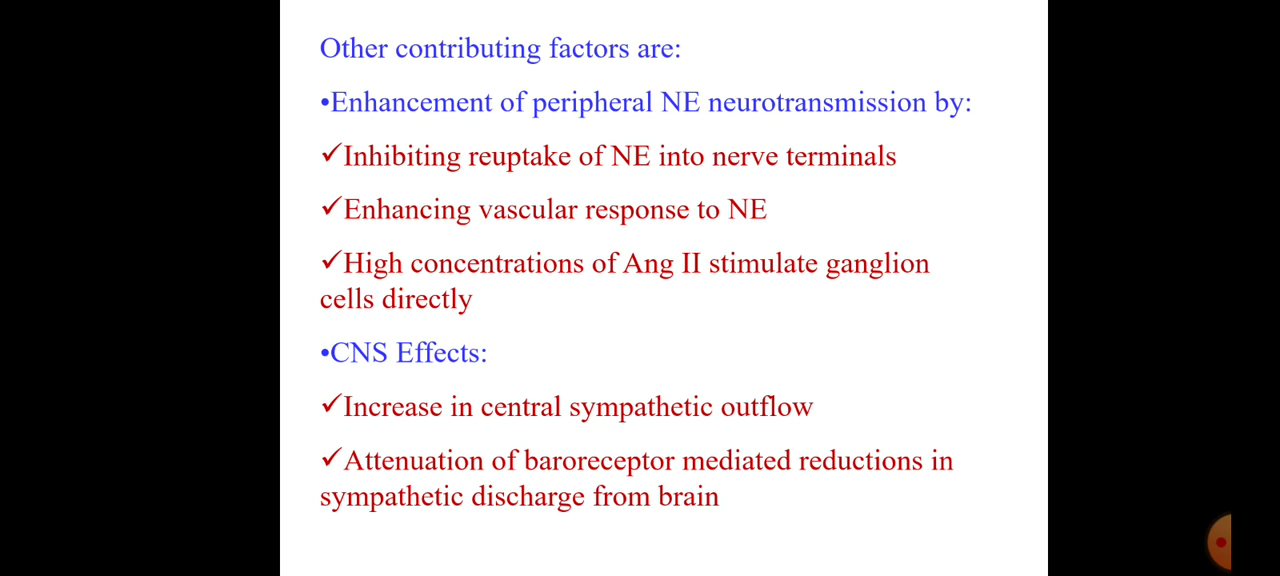 Other contributing factors are:
•Enhancement of peripheral NE neurotransmission by:
✓Inhibiting reuptake of NE into nerve terminals
✓Enhancing vascular response to NE
✓High concentrations of Ang II stimulate ganglion
cells directly
•CNS Effects:
✓Increase in central sympathetic outflow
✓Attenuation of baroreceptor mediated reductions in
sympathetic discharge from brain